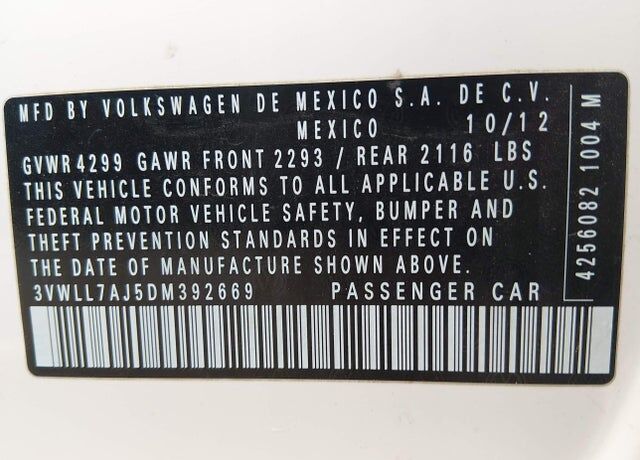 MFD BY VOLKSWAGEN DE MEXICO S.A. DE C.V.
MEXICO 10/12
GVWR 4299 GAWR FRONT 2293 / REAR 2116 LBS
THIS VEHICLE CONFORMS TO ALL APPLICABLE U.S.
FEDERAL MOTOR VEHICLE SAFETY, BUMPER AND
THEFT PREVENTION STANDARDS IN EFFECT ON
THE DATE OF MANUFACTURE SHOWN ABOVE.
3VWLL7AJ5DM392669 PASSENGER CAR
4256082 1004 M